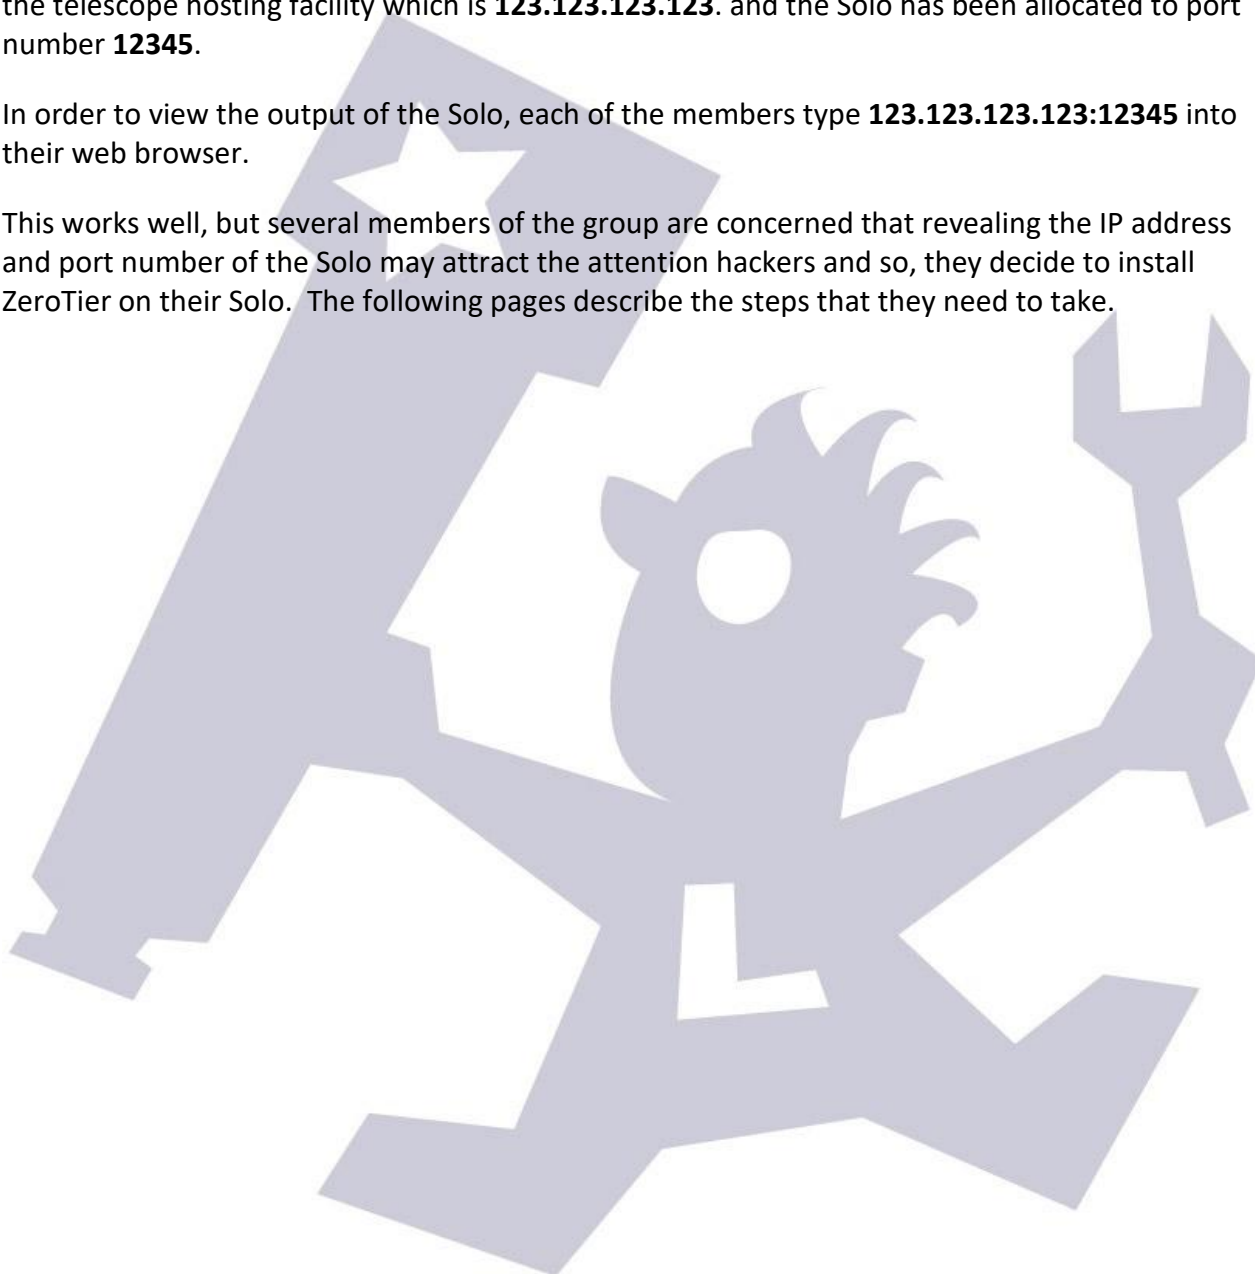 the telescope hosting facility which is 123.123.123.123. and the Solo has been allocated to port
number 12345.
In order to view the output of the Solo, each of the members type 123.123.123.123:12345 into
their web browser.
This works well, but several members of the group are concerned that revealing the IP address
and port number of the Solo may attract the attention hackers and so, they decide to install
ZeroTier on their Solo.  The following pages describe the steps that they need to take.
L